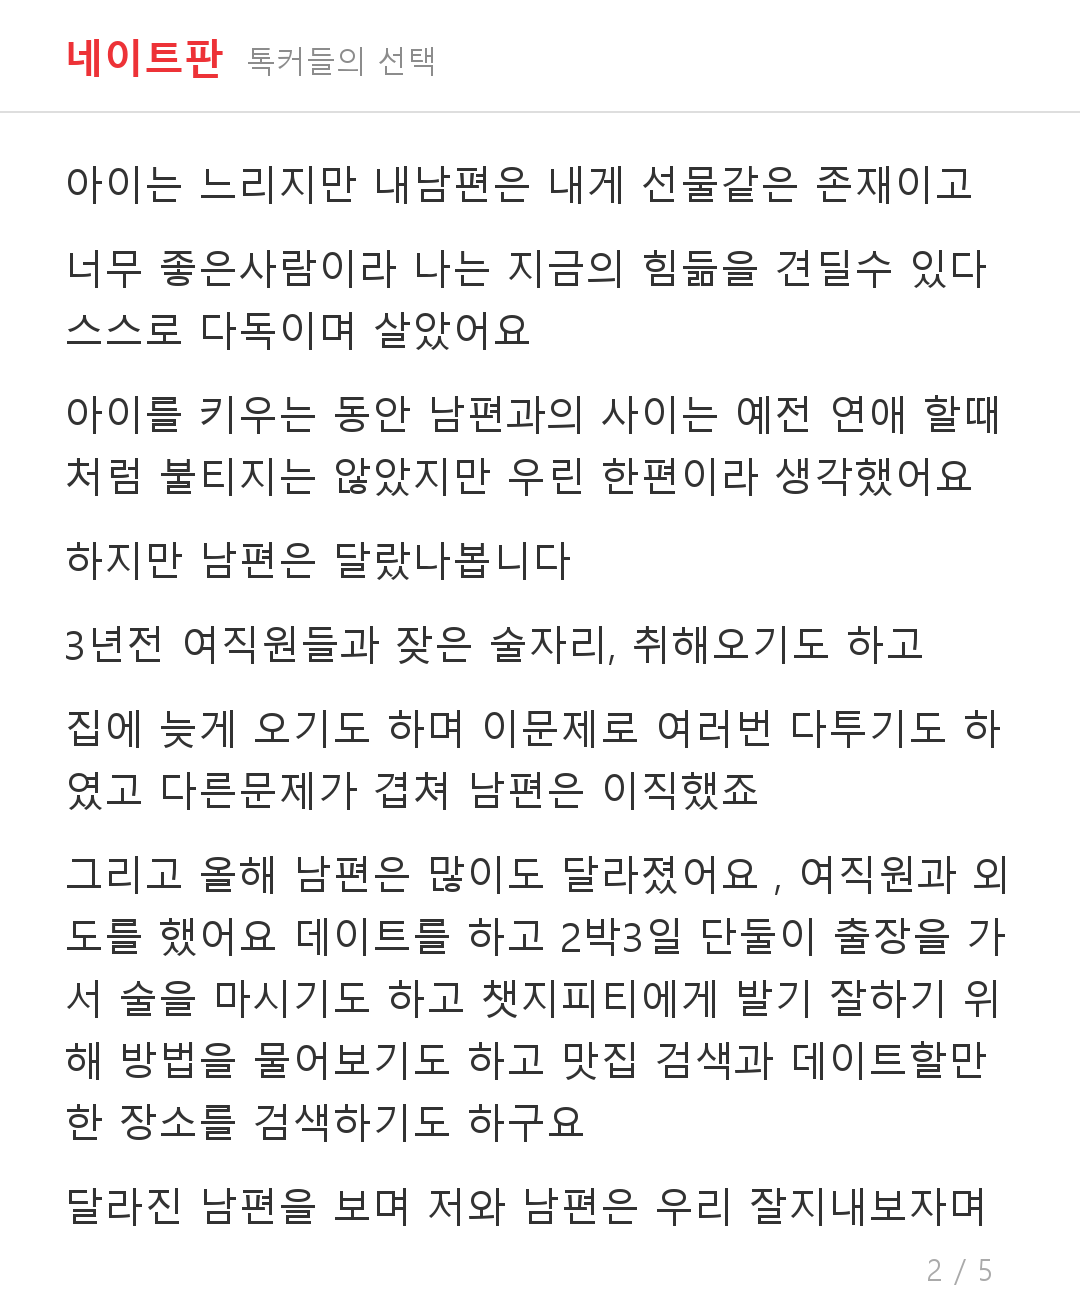 네이트판 톡커들의 선택
아이는 느리지만 내남편은 내게 선물같은 존재이고
너무 좋은사람이라 나는 지금의 힘듦을 견딜수 있다
스스로 다독이며 살았어요
아이를 키우는 동안 남편과의 사이는 예전 연애 할때
처럼 불티지는 않았지만 우린 한편이라 생각했어요
하지만 남편은 달랐나봅니다
3년전 여직원들과 잦은 술자리, 취해오기도 하고
집에 늦게 오기도 하며 이문제로 여러번 다투기도 하
였고 다른문제가 겹쳐 남편은 이직했죠
그리고 올해 남편은 많이도 달라졌어요 , 여직원과 외
도를 했어요 데이트를 하고 2박3일 단둘이 출장을 가
서 술을 마시기도 하고 챗지피티에게 받기 잘하기 위
해 방법을 물어보기도 하고 맛집 검색과 데이트할만
한 장소를 검색하기도 하구요
달라진 남편을 보며 저와 남편은 우리 잘지내보자며
2 / 5